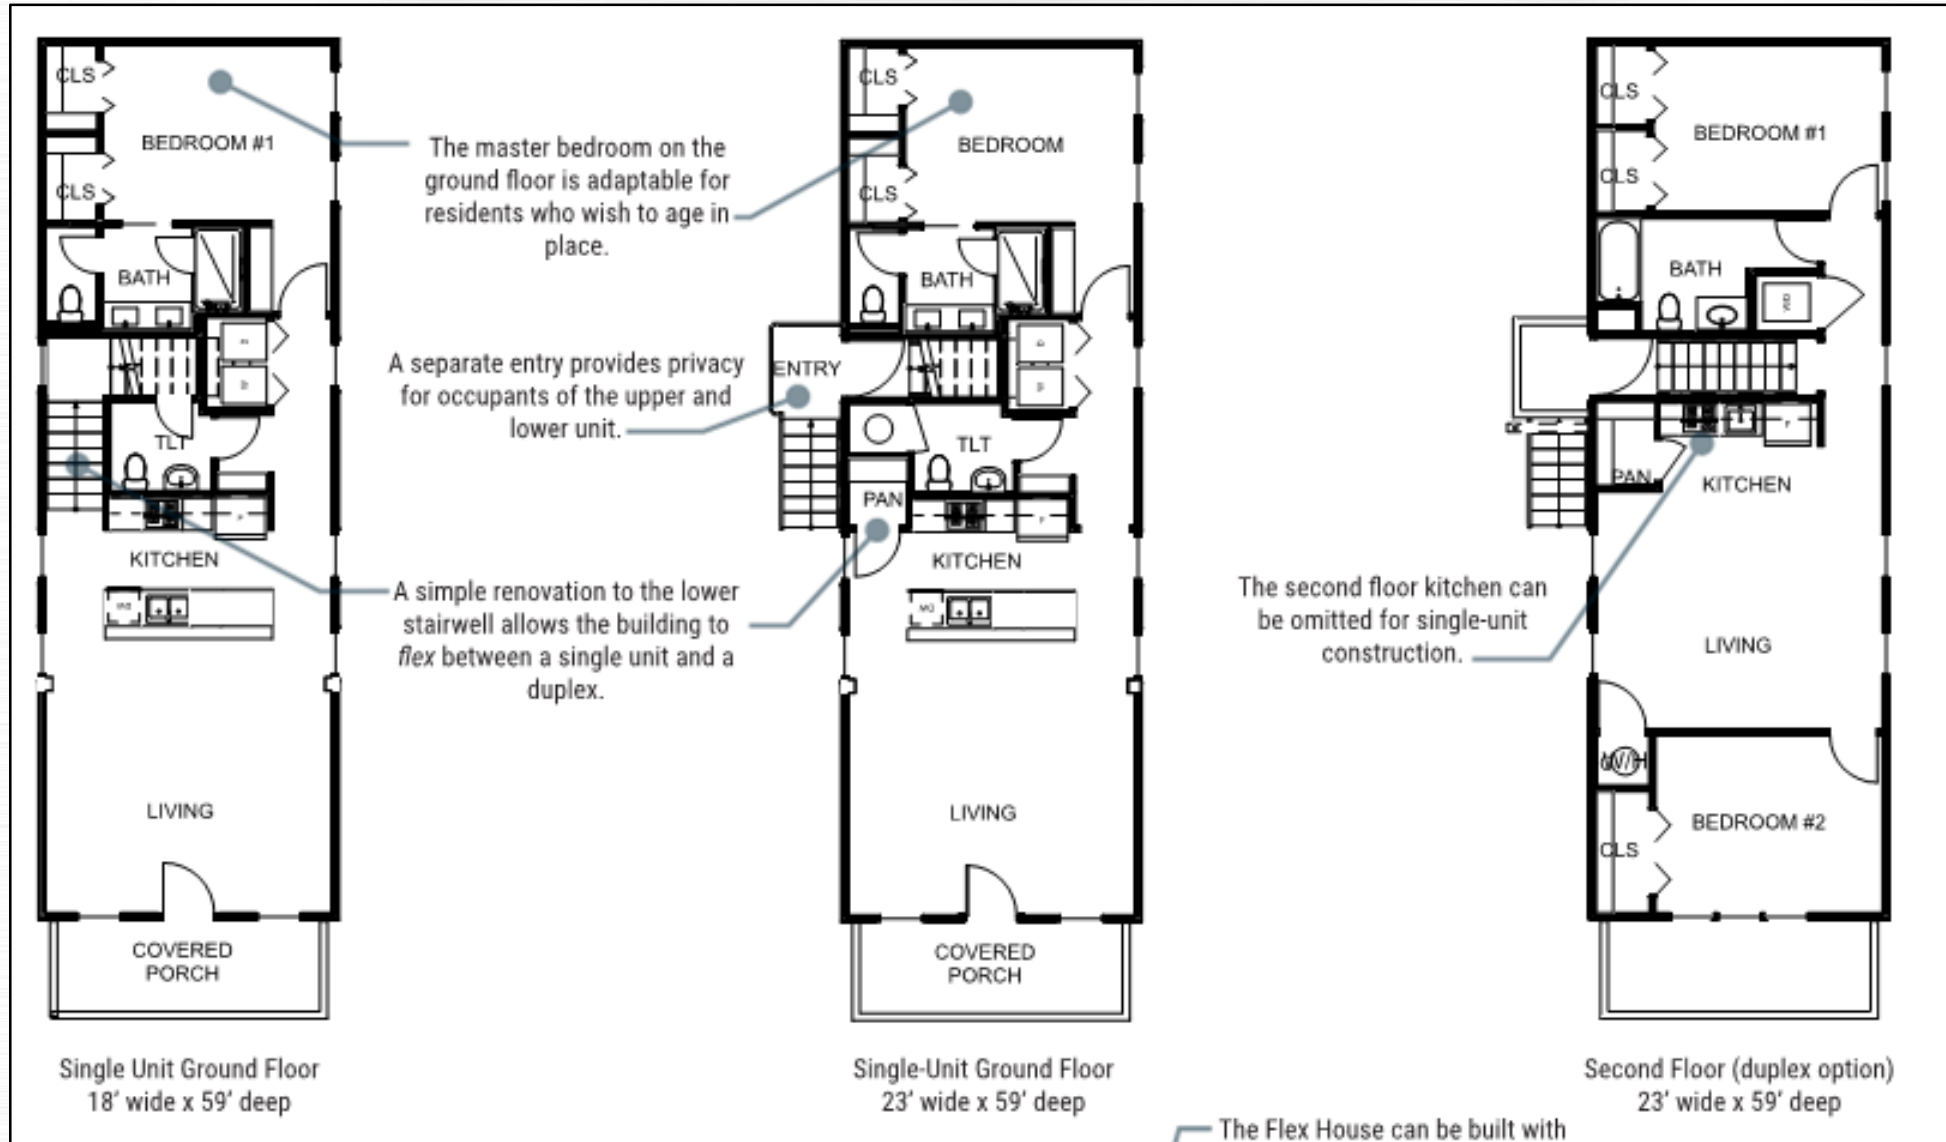 CLS
BEDROOM #1
CLS
BATH
TLT
KITCHEN
DW
LIVING
COVERED
PORCH
Single Unit Ground Floor
18' wide x 59' deep
The master bedroom on the
ground floor is adaptable for
residents who wish to age in
place.
A separate entry provides privacy
for occupants of the upper and
lower unit.
A simple renovation to the lower
stairwell allows the building to
flex between a single unit and a
duplex.
CLS
BEDROOM
CLS
BATH
ENTRY
TLT
PAN
KITCHEN
DW
LIVING
COVERED
PORCH
Single-Unit Ground Floor
23' wide x 59' deep
The second floor kitchen can
be omitted for single-unit
construction.
CLS
BEDROOM #1
CLS
BATH
W/D
PAN
KITCHEN
LIVING
BEDROOM #2
CLS
Second Floor (duplex option)
23' wide x 59' deep
The Flex House can be built with